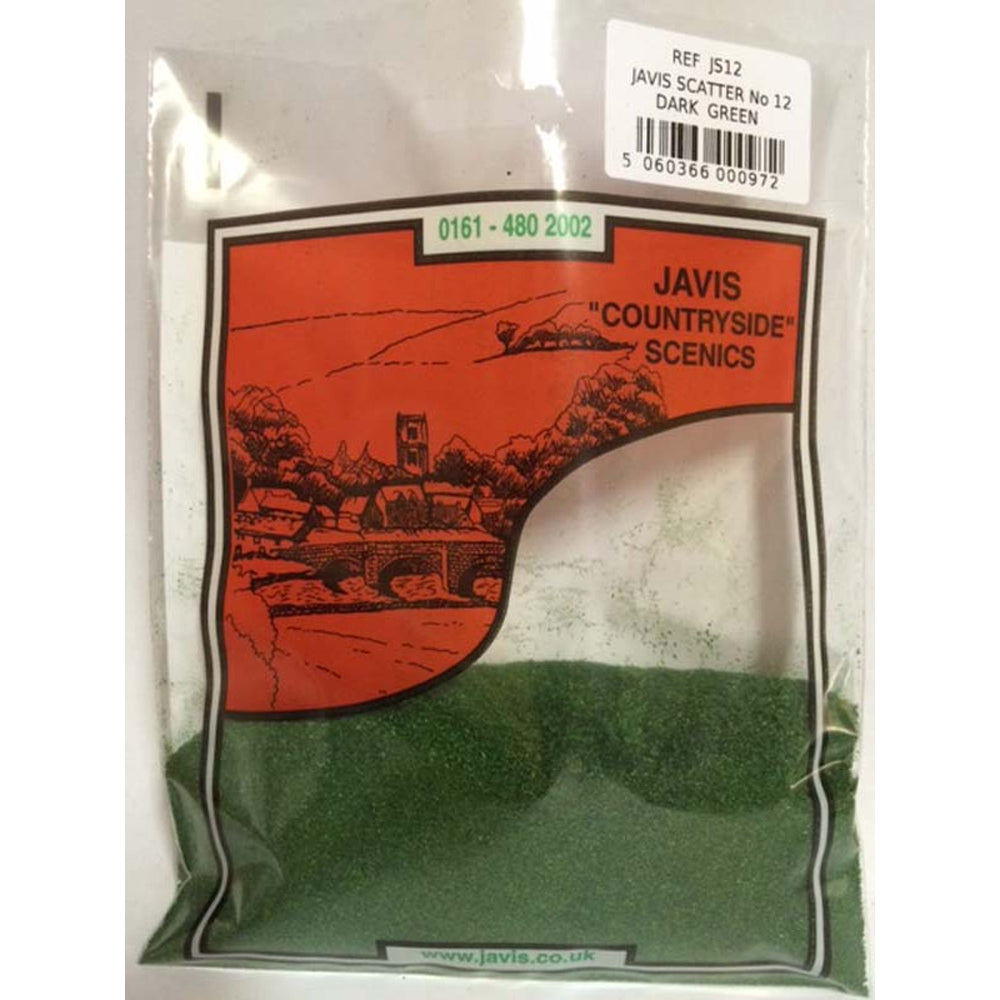 REF JS12
JAVIS SCATTER No 12
DARK GREEN
5 060366 000972
0161 - 480 2002
JAVIS
"COUNTRYSIDE"
SCENICS
www.javis.co.uk